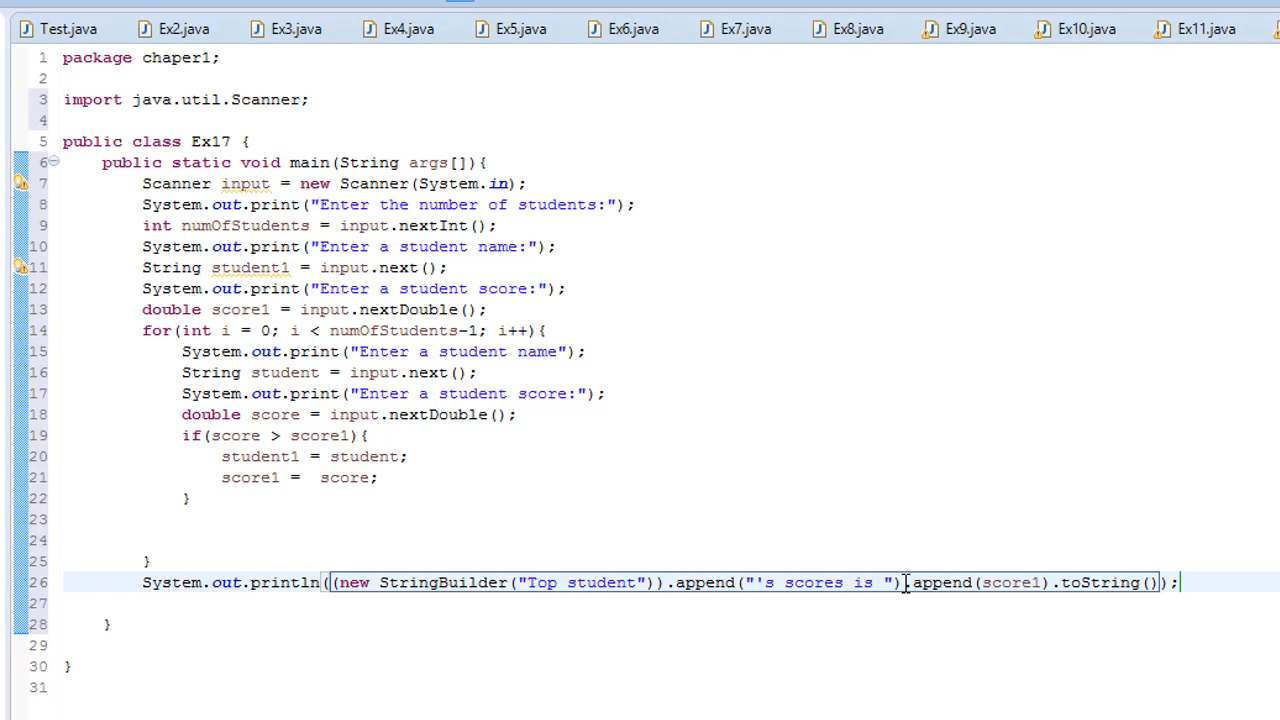 Test.java Ex2.java Ex3.java Ex4.java Ex5.java Ex6.java Ex7.java Ex8.java Ex9.java Ex10.java Ex11.java
1 package chaper1;
2
3 import java.util.Scanner;
4
5 public class Ex17 {
6     public static void main(String args[]){
7         Scanner input = new Scanner(System.in);
8         System.out.print("Enter the number of students:");
9         int numOfStudents = input.nextInt();
10         System.out.print("Enter a student name:");
11         String student1 = input.next();
12         System.out.print("Enter a student score:");
13         double score1 = input.nextDouble();
14         for(int i = 0; i < numOfStudents-1; i++){
15             System.out.print("Enter a student name");
16             String student = input.next();
17             System.out.print("Enter a student score:");
18             double score = input.nextDouble();
19             if(score > score1){
20                 student1 = student;
21                 score1 =  score;
22             }
23
24
25         }
26         System.out.println((new StringBuilder("Top student")).append("'s scores is ").append(score1).toString());
27
28     }
29
30 }
31